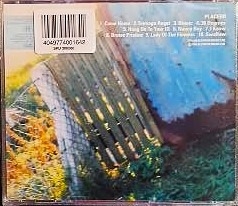 PLACEBO
1. Come Home 2. Teenage Angst 3. Bionic 4. 36 Degrees
5. Hang On To Your IQ 6. Nancy Boy 7. I Know
8. Bruise Pristine 9. Lady Of The Flowers 10. Swallow
4049774001642